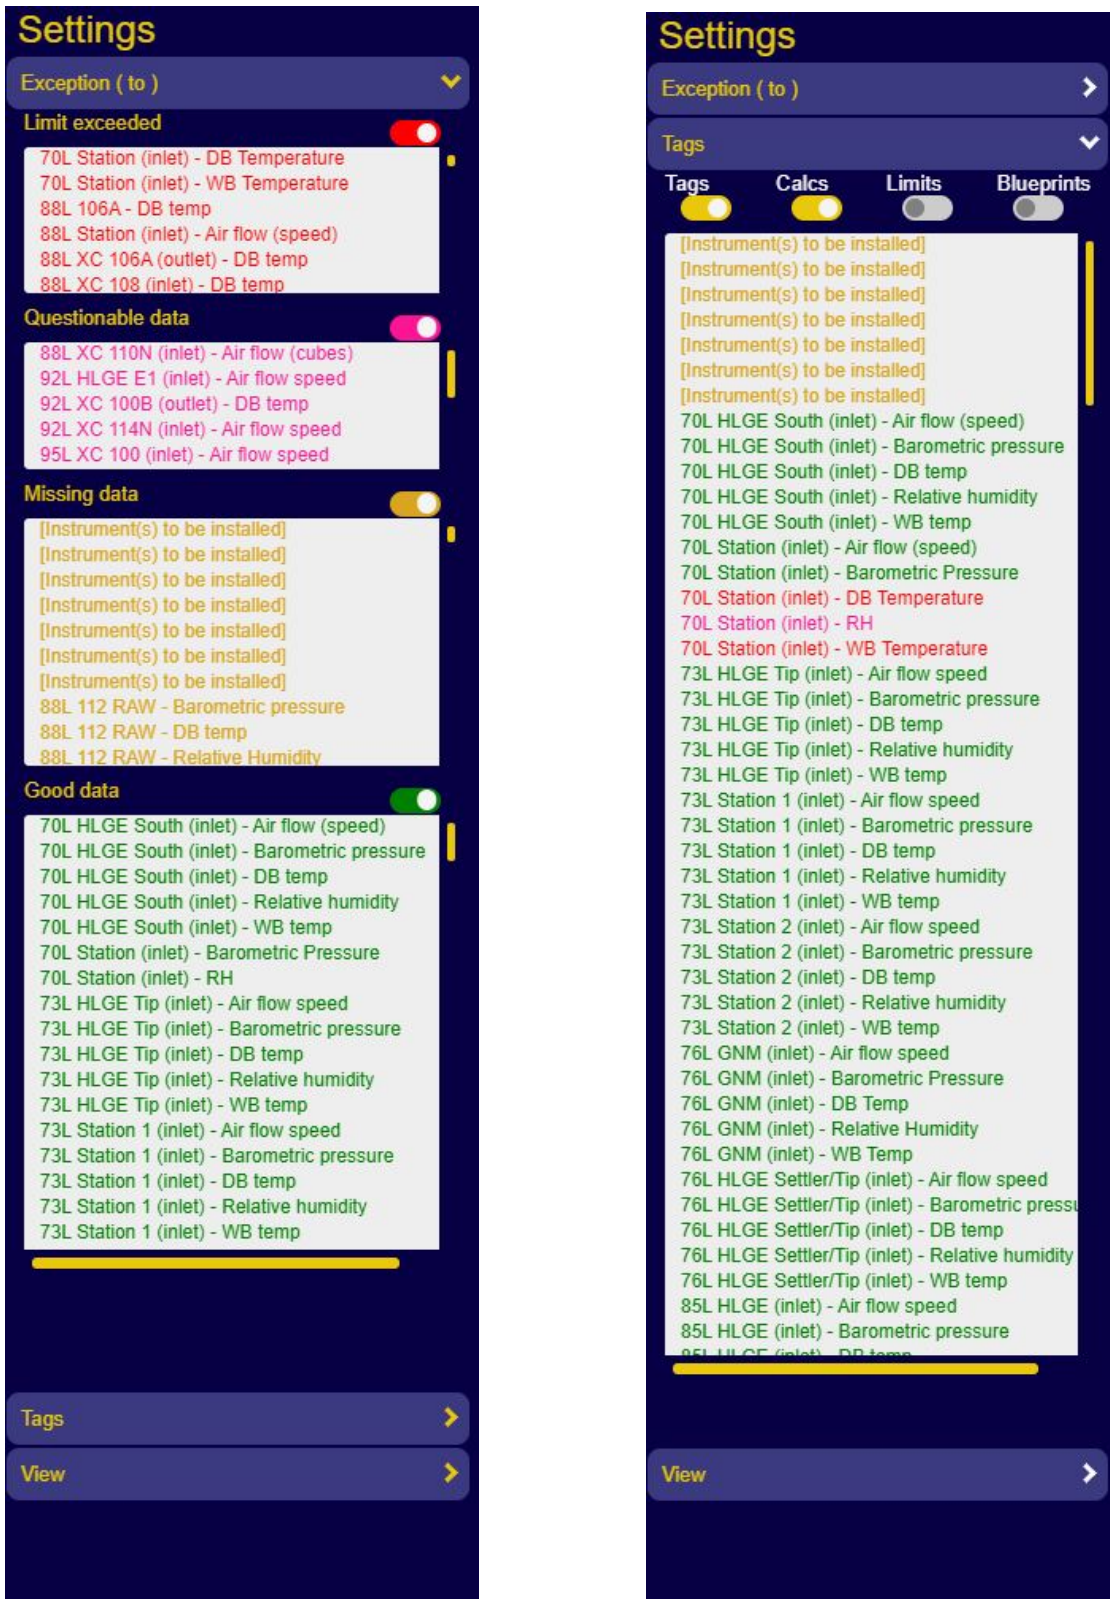 Settings
Exception ( to )
Limit exceeded
70L Station (inlet) - DB Temperature
70L Station (inlet) - WB Temperature
88L 106A - DB temp
88L Station (inlet) - Air flow (speed)
88L XC 106A (outlet) - DB temp
88L XC 108 (inlet) - DB temp
Questionable data
88L XC 110N (inlet) - Air flow (cubes)
92L HLGE E1 (inlet) - Air flow speed
92L XC 100B (outlet) - DB temp
92L XC 114N (inlet) - Air flow speed
95L XC 100 (inlet) - Air flow speed
Missing data
[Instrument(s) to be installed]
[Instrument(s) to be installed]
[Instrument(s) to be installed]
[Instrument(s) to be installed]
[Instrument(s) to be installed]
[Instrument(s) to be installed]
[Instrument(s) to be installed]
88L 112 RAW - Barometric pressure
88L 112 RAW - DB temp
88L 112 RAW - Relative Humidity
Good data
70L HLGE South (inlet) - Air flow (speed)
70L HLGE South (inlet) - Barometric pressure
70L HLGE South (inlet) - DB temp
70L HLGE South (inlet) - Relative humidity
70L HLGE South (inlet) - WB temp
70L Station (inlet) - Barometric Pressure
70L Station (inlet) - RH
73L HLGE Tip (inlet) - Air flow speed
73L HLGE Tip (inlet) - Barometric pressure
73L HLGE Tip (inlet) - DB temp
73L HLGE Tip (inlet) - Relative humidity
73L HLGE Tip (inlet) - WB temp
73L Station 1 (inlet) - Air flow speed
73L Station 1 (inlet) - Barometric pressure
73L Station 1 (inlet) - DB temp
73L Station 1 (inlet) - Relative humidity
73L Station 1 (inlet) - WB temp
Tags
View
Settings
Exception ( to )
Tags
Tags Calcs Limits Blueprints
[Instrument(s) to be installed]
[Instrument(s) to be installed]
[Instrument(s) to be installed]
[Instrument(s) to be installed]
[Instrument(s) to be installed]
[Instrument(s) to be installed]
[Instrument(s) to be installed]
70L HLGE South (inlet) - Air flow (speed)
70L HLGE South (inlet) - Barometric pressure
70L HLGE South (inlet) - DB temp
70L HLGE South (inlet) - Relative humidity
70L HLGE South (inlet) - WB temp
70L Station (inlet) - Air flow (speed)
70L Station (inlet) - Barometric Pressure
70L Station (inlet) - DB Temperature
70L Station (inlet) - RH
70L Station (inlet) - WB Temperature
73L HLGE Tip (inlet) - Air flow speed
73L HLGE Tip (inlet) - Barometric pressure
73L HLGE Tip (inlet) - DB temp
73L HLGE Tip (inlet) - Relative humidity
73L HLGE Tip (inlet) - WB temp
73L Station 1 (inlet) - Air flow speed
73L Station 1 (inlet) - Barometric pressure
73L Station 1 (inlet) - DB temp
73L Station 1 (inlet) - Relative humidity
73L Station 1 (inlet) - WB temp
73L Station 2 (inlet) - Air flow speed
73L Station 2 (inlet) - Barometric pressure
73L Station 2 (inlet) - DB temp
73L Station 2 (inlet) - Relative humidity
73L Station 2 (inlet) - WB temp
76L GNM (inlet) - Air flow speed
76L GNM (inlet) - Barometric Pressure
76L GNM (inlet) - DB Temp
76L GNM (inlet) - Relative Humidity
76L GNM (inlet) - WB Temp
76L HLGE Settler/Tip (inlet) - Air flow speed
76L HLGE Settler/Tip (inlet) - Barometric pressu
76L HLGE Settler/Tip (inlet) - DB temp
76L HLGE Settler/Tip (inlet) - Relative humidity
76L HLGE Settler/Tip (inlet) - WB temp
85L HLGE (inlet) - Air flow speed
85L HLGE (inlet) - Barometric pressure
85L HLGE (inlet) - DB temp
View